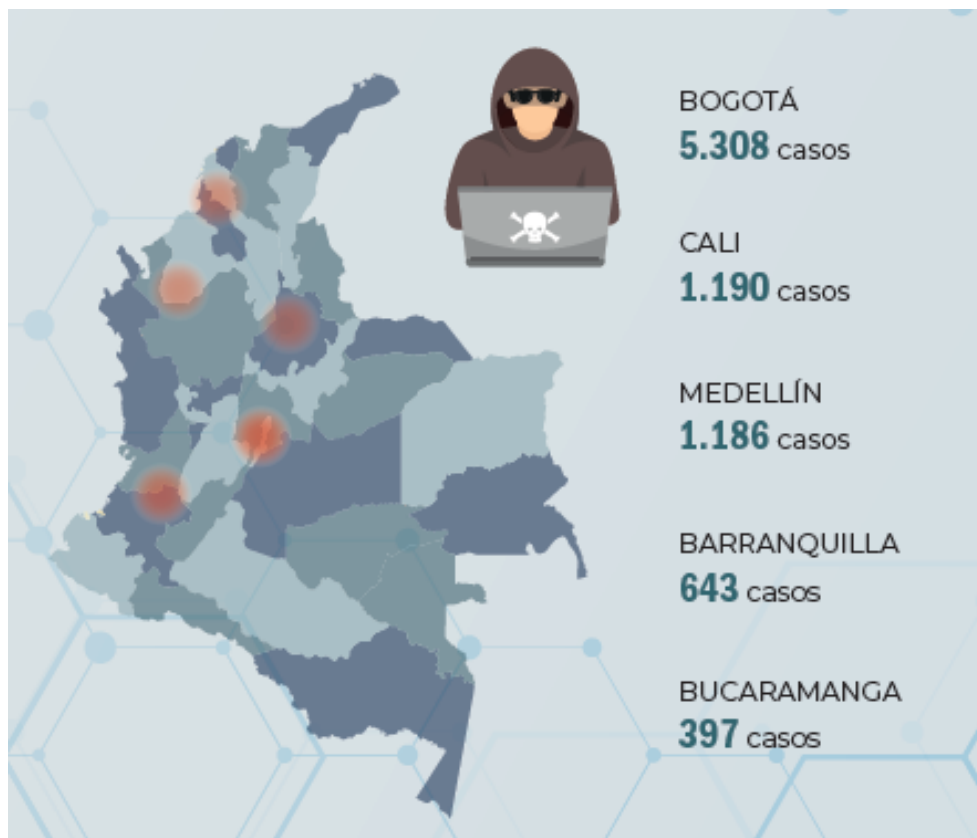 BOGOTÁ
5.308 casos
CALI
1.190 casos
MEDELLÍN
1.186 casos
BARRANQUILLA
643 casos
BUCARAMANGA
397 casos